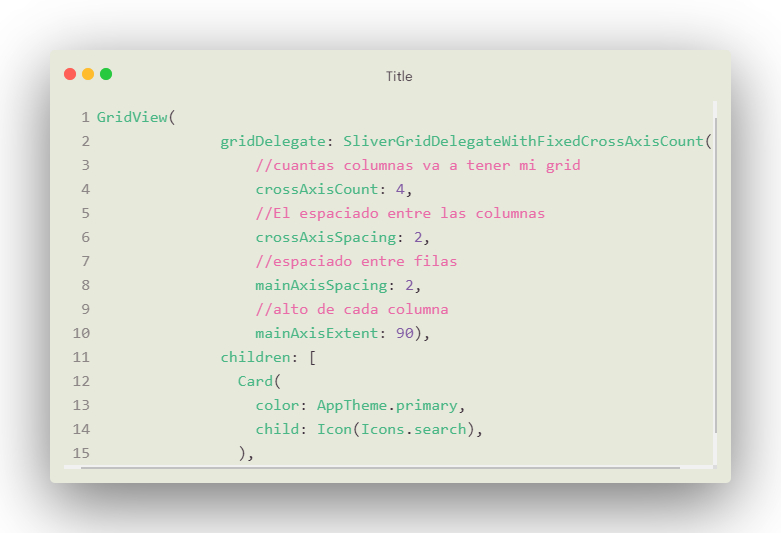 Title
1 GridView(
2 gridDelegate: SliverGridDelegateWithFixedCrossAxisCount(
3 //cuantas columnas va a tener mi grid
4 crossAxisCount: 4,
5 //El espaciado entre las columnas
6 crossAxisSpacing: 2,
7 //espaciado entre filas
8 mainAxisSpacing: 2,
9 //alto de cada columna
10 mainAxisExtent: 90),
11 children: [
12 Card(
13 color: AppTheme.primary,
14 child: Icon(Icons.search),
15 ),